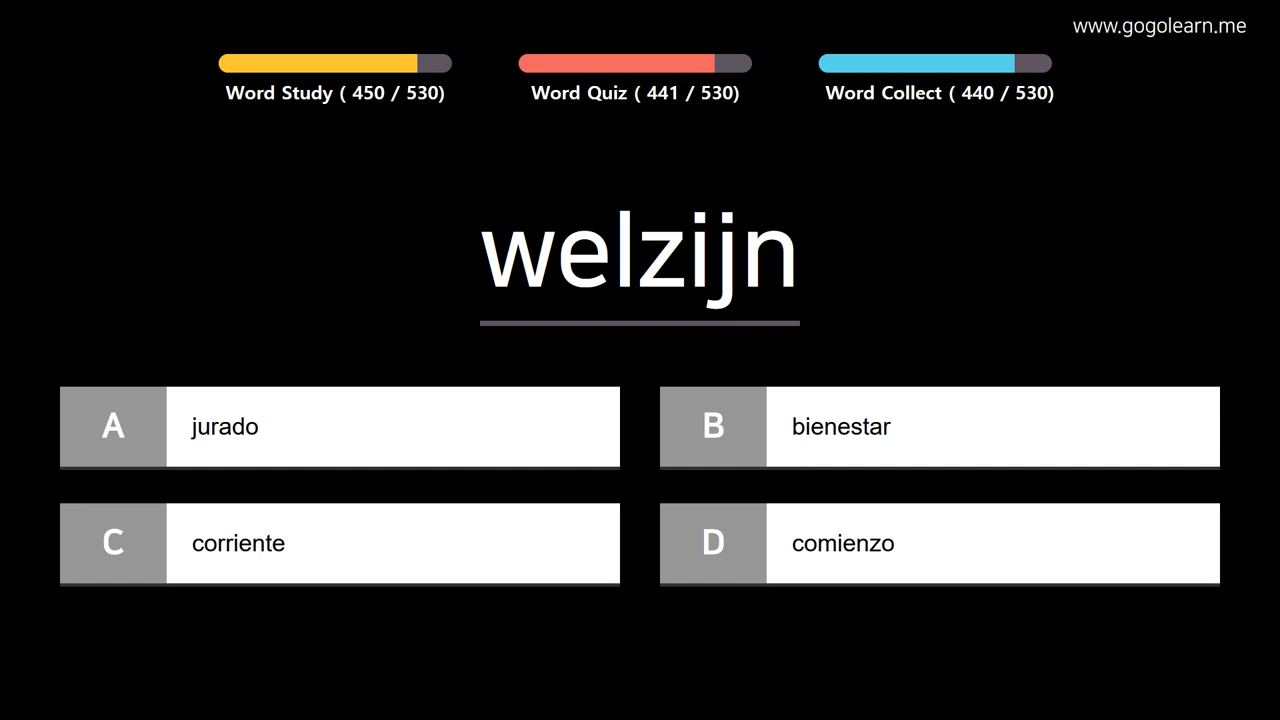 www.gogolearn.me
Word Study ( 450 / 530)
Word Quiz ( 441 / 530)
Word Collect ( 440 / 530)
welzijn
A jurado
B bienestar
C corriente
D comienzo